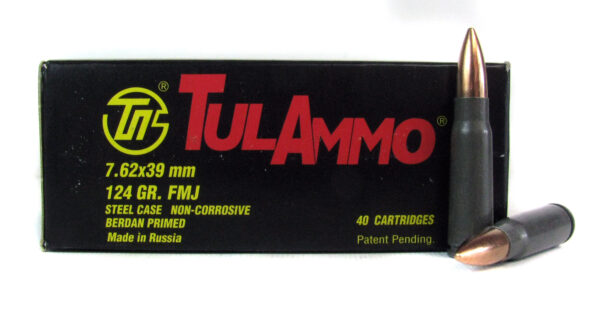 TULAMMO®
7.62x39 mm
124 GR. FMJ
STEEL CASE NON-CORROSIVE
BERDAN PRIMED
Made in Russia
40 CARTRIDGES
Patent Pending.
®